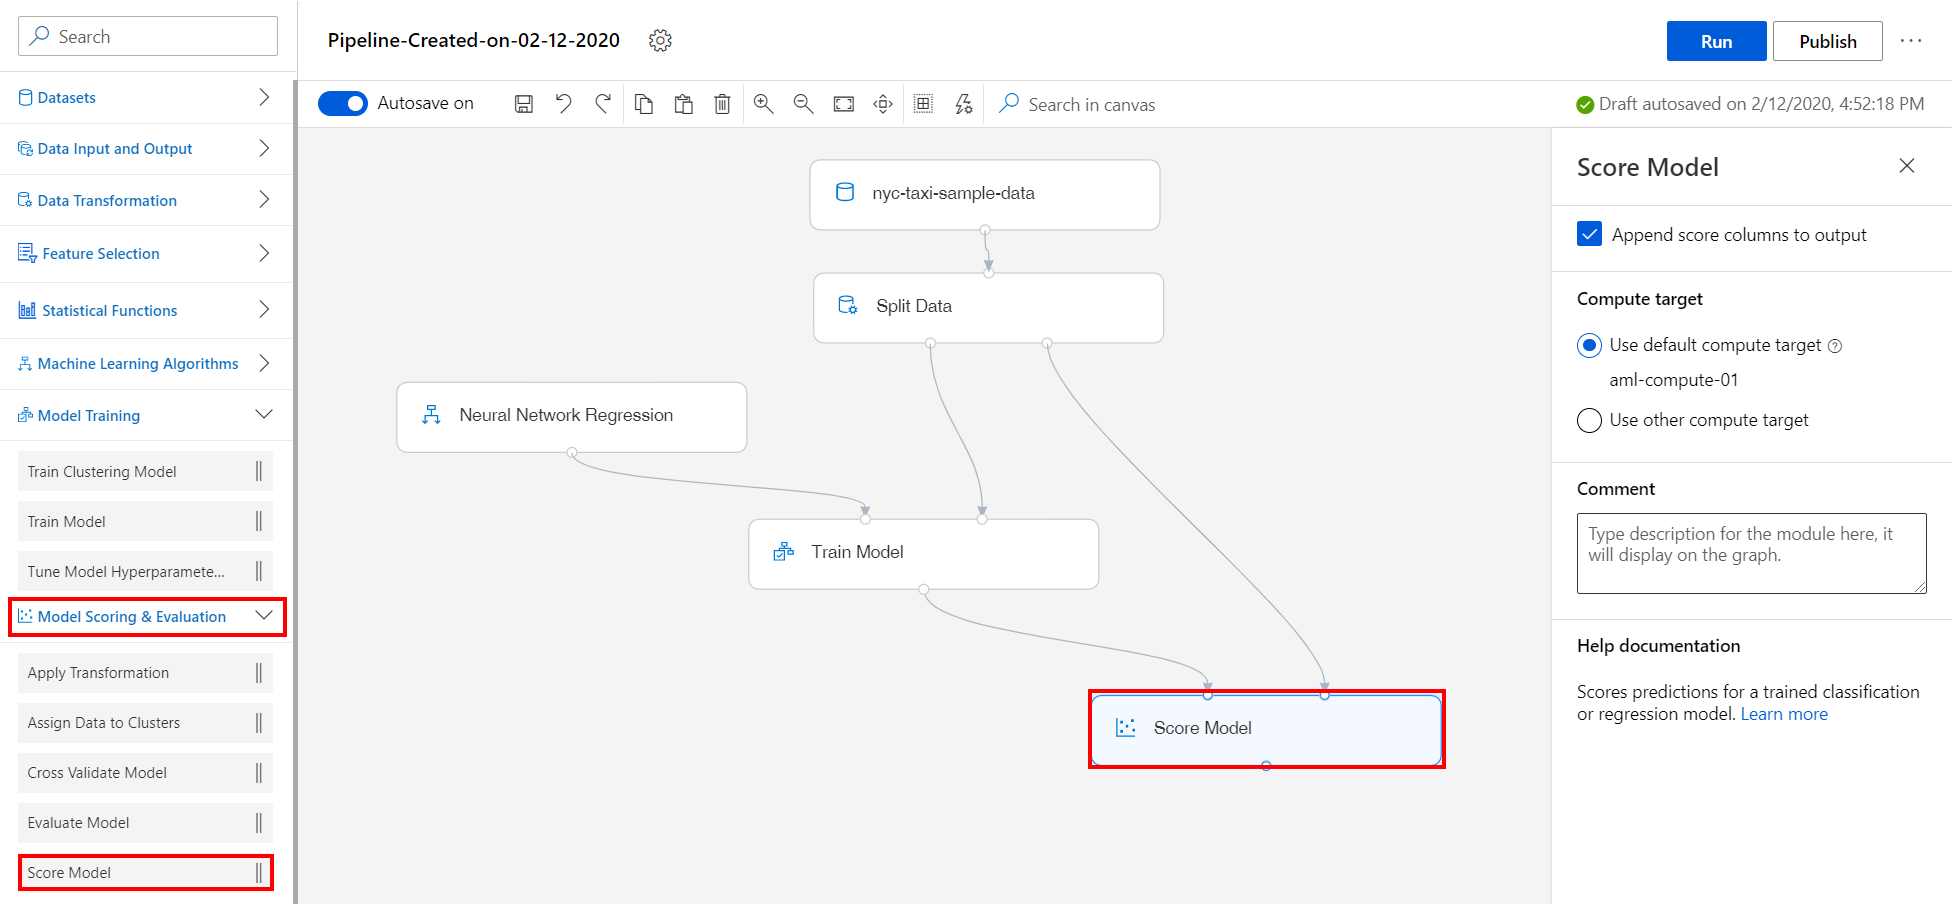 Search
Datasets
Data Input and Output
Data Transformation
Feature Selection
Statistical Functions
Machine Learning Algorithms
Model Training
Train Clustering Model
Train Model
Tune Model Hyperparamete...
Model Scoring & Evaluation
Apply Transformation
Assign Data to Clusters
Cross Validate Model
Evaluate Model
Score Model
Pipeline-Created-on-02-12-2020
Run
Publish
Autosave on
Search in canvas
Draft autosaved on 2/12/2020, 4:52:18 PM
nyc-taxi-sample-data
Split Data
Neural Network Regression
Train Model
Score Model
Score Model
Append score columns to output
Compute target
Use default compute target
aml-compute-01
Use other compute target
Comment
Type description for the module here, it
will display on the graph.
Help documentation
Scores predictions for a trained classification
or regression model. Learn more